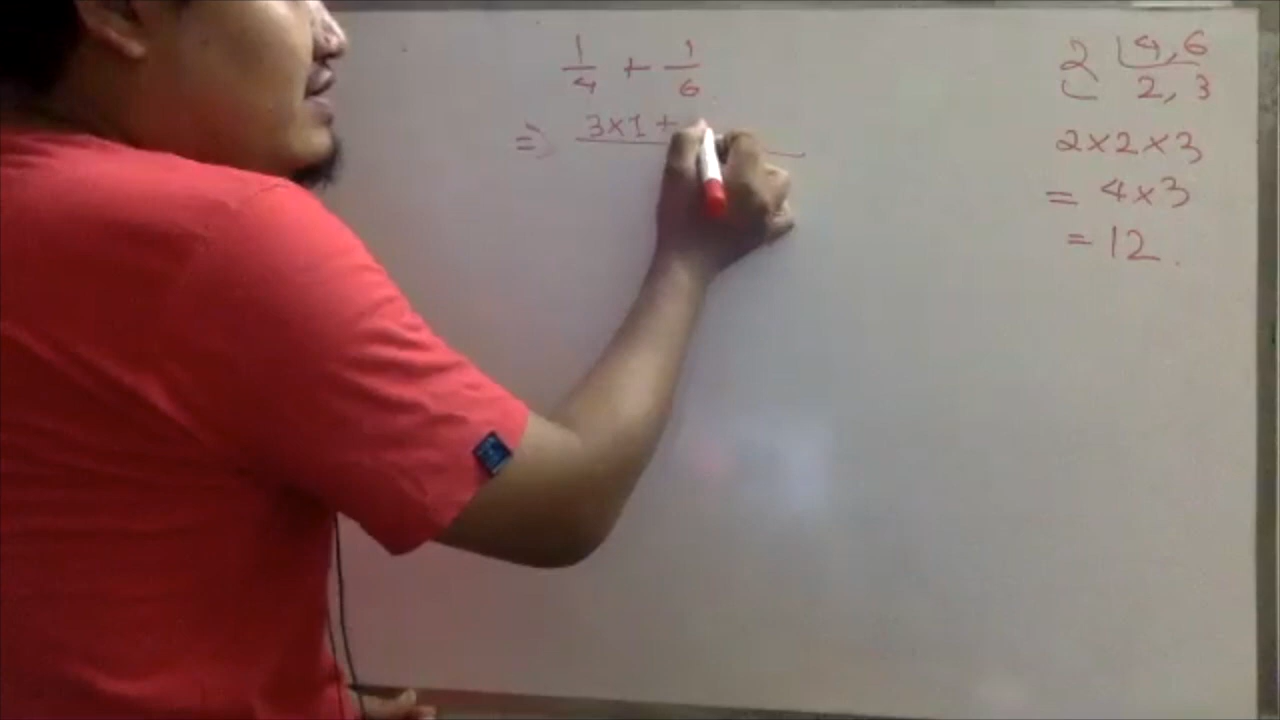 1/4 + 1/6
⇒ 3×1 +
2 | 4, 6
2, 3
2×2×3
= 4×3
= 12.